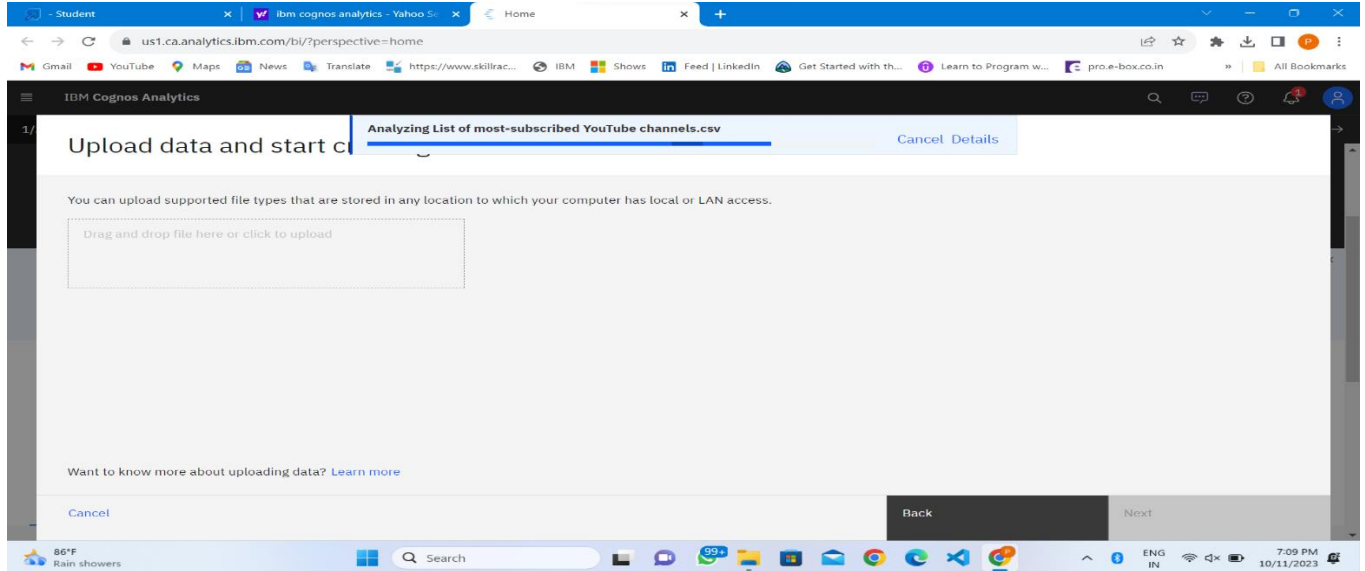 - Student
ibm cognos analytics - Yahoo Se
Home
us1.ca.analytics.ibm.com/bi/?perspective=home
Gmail YouTube Maps News Translate https://www.skillrac... IBM Shows Feed | LinkedIn Get Started with th... Learn to Program w... pro.e-box.co.in » All Bookmarks
IBM Cognos Analytics
1
1/
Analyzing List of most-subscribed YouTube channels.csv
Cancel Details
Upload data and start
You can upload supported file types that are stored in any location to which your computer has local or LAN access.
Drag and drop file here or click to upload
Want to know more about uploading data? Learn more
Cancel
Back
Next
86°F
Rain showers
Search
99+
ENG
IN
7:09 PM
10/11/2023